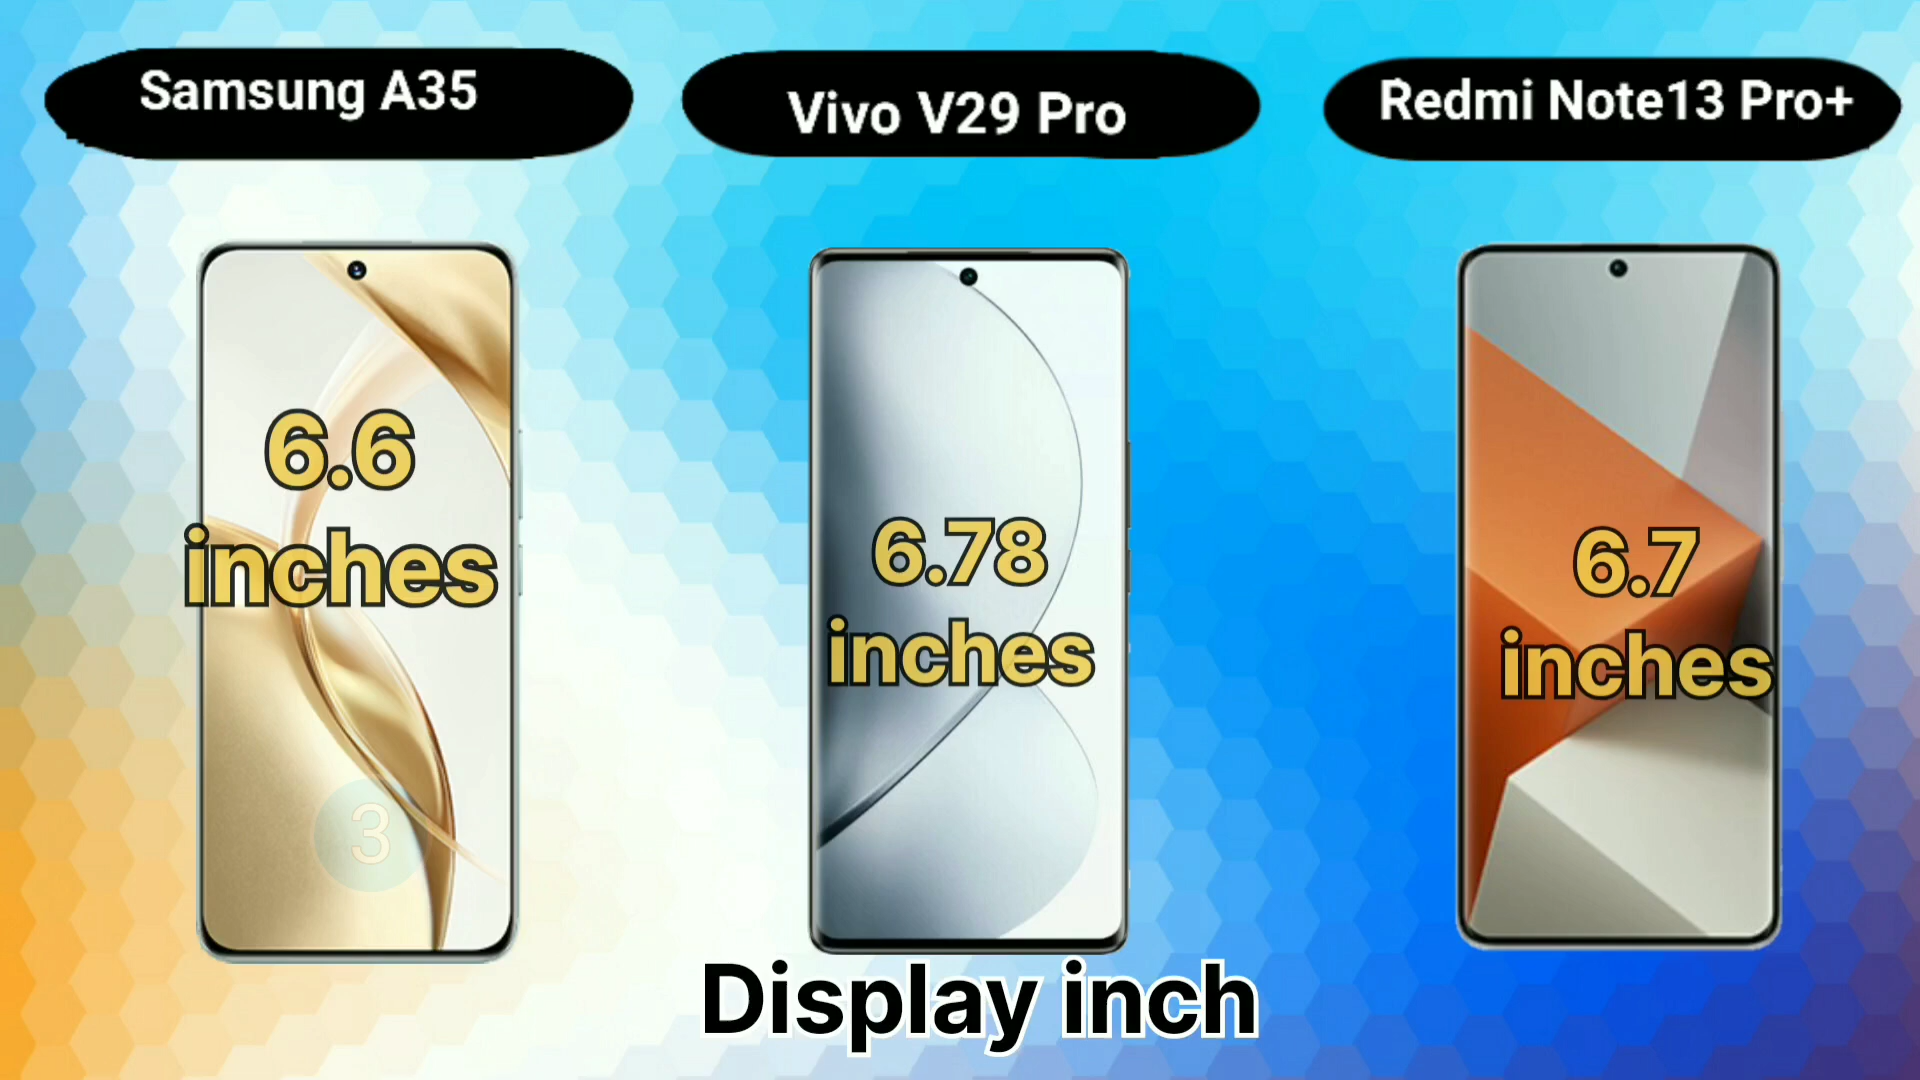 Samsung A35
Vivo V29 Pro
Redmi Note13 Pro+
6.6
inches
6.78
inches
6.7
inches
3
Display inch